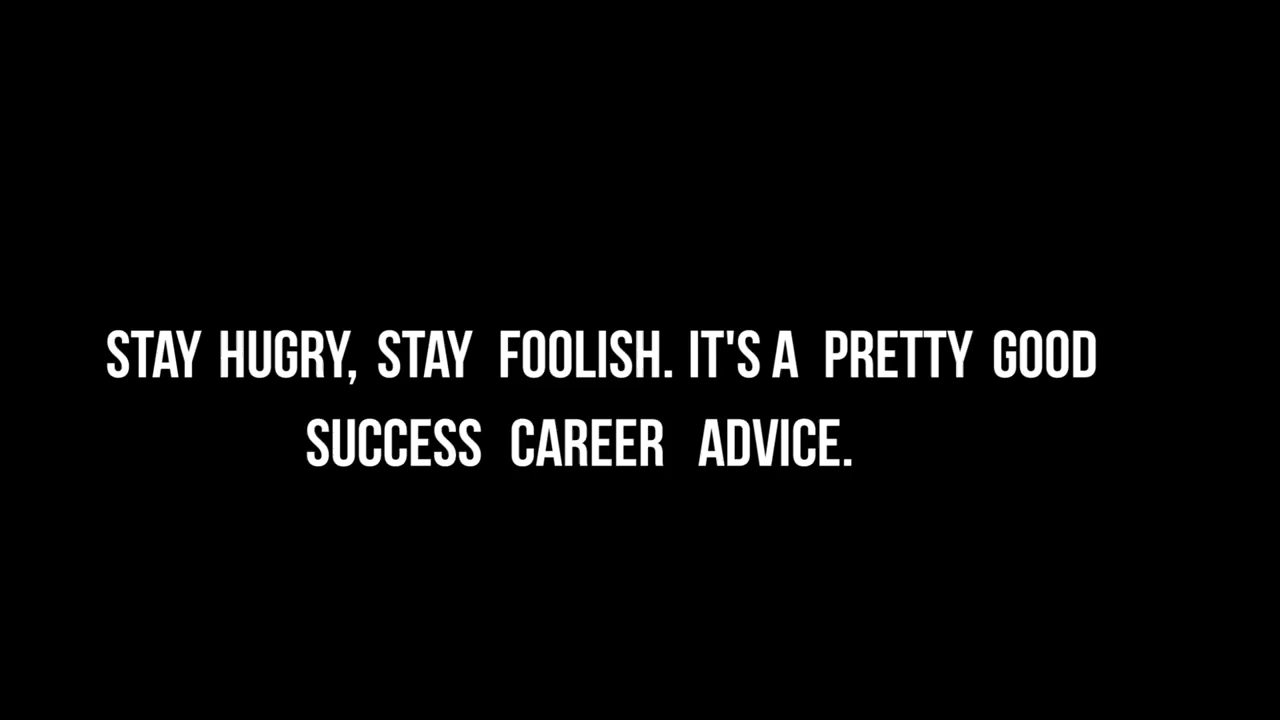 STAY HUGRY, STAY FOOLISH. IT'S A PRETTY GOOD
SUCCESS CAREER ADVICE.